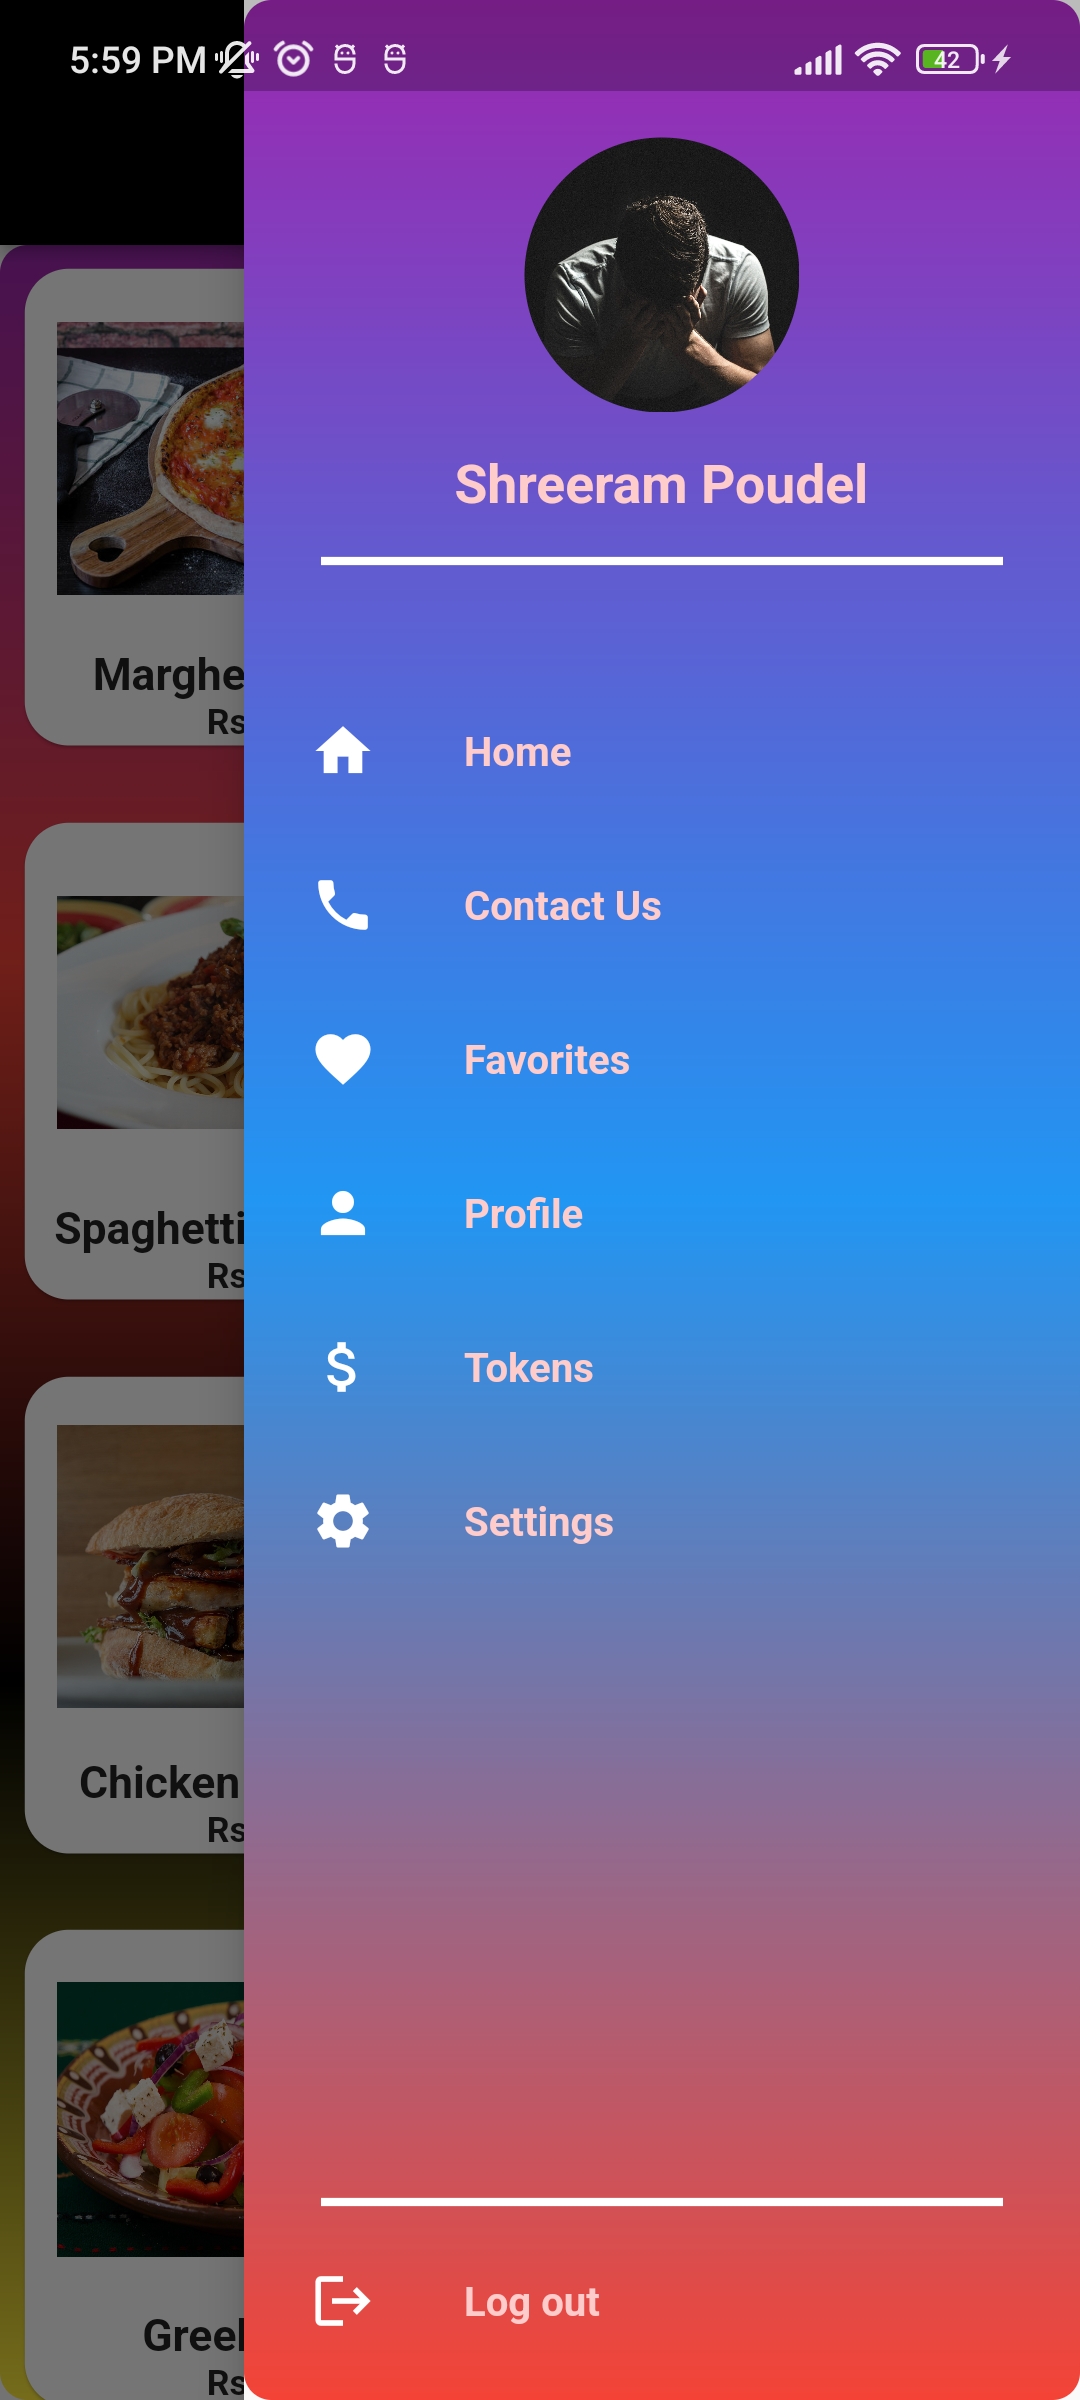 5:59 PM
42
Shreeram Poudel
Home
Contact Us
Favorites
Profile
Tokens
Settings
Log out
Marghe
Rs
Spaghetti
Rs
Chicken
Rs
Gree
Rs